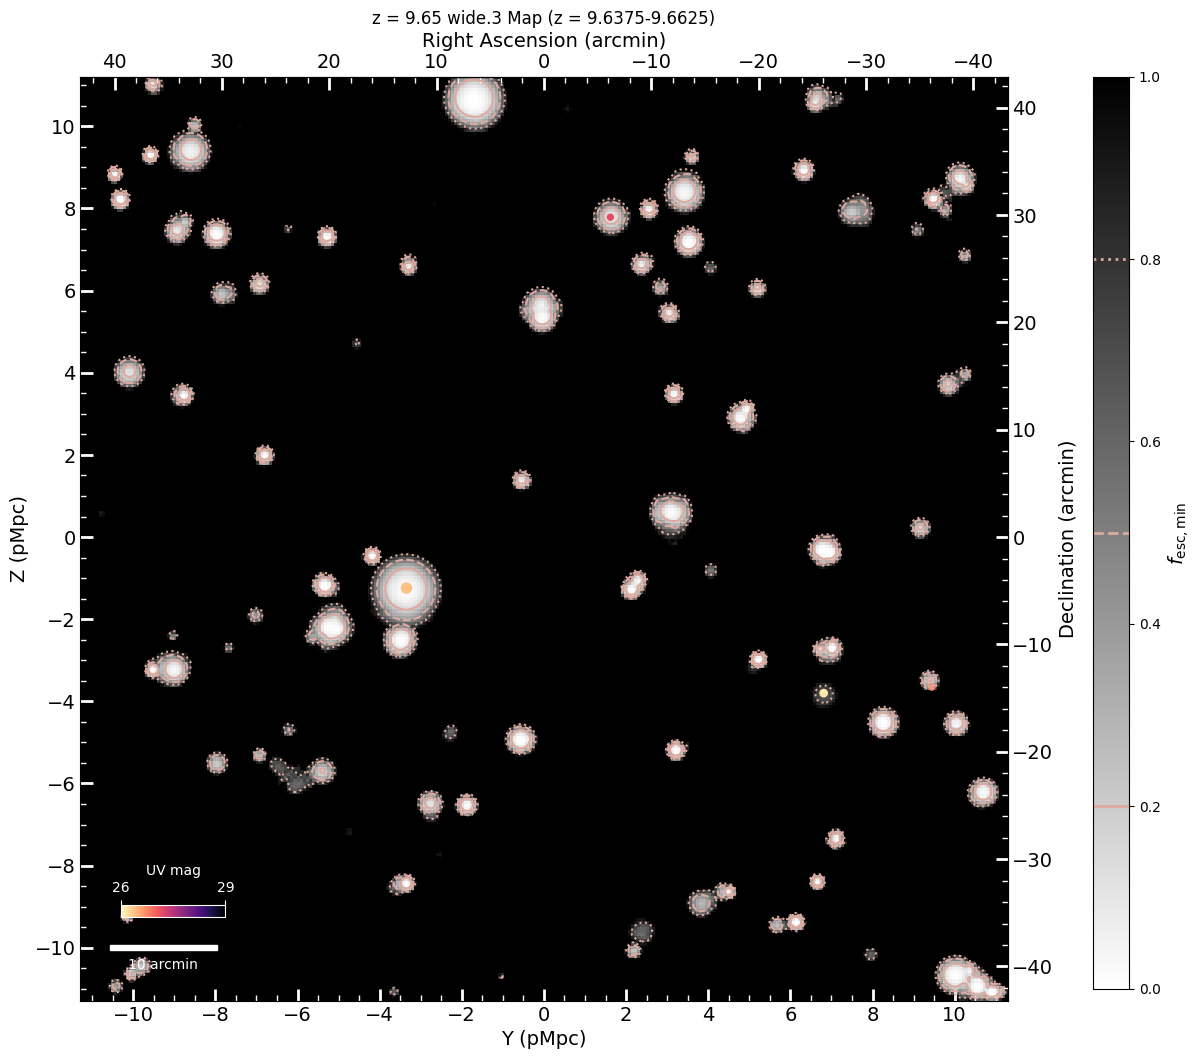 z = 9.65 wide.3 Map (z = 9.6375-9.6625)
Right Ascension (arcmin)
40 30 20 10 0 −10 −20 −30 −40
10
8
6
4
2
0
−2
−4
−6
−8
−10
Z (pMpc)
UV mag
26 29
10 arcmin
−10 −8 −6 −4 −2 0 2 4 6 8 10
Y (pMpc)
40
30
20
10
0
−10
−20
−30
−40
Declination (arcmin)
1.0
0.8
0.6
0.4
0.2
0.0
fesc,min